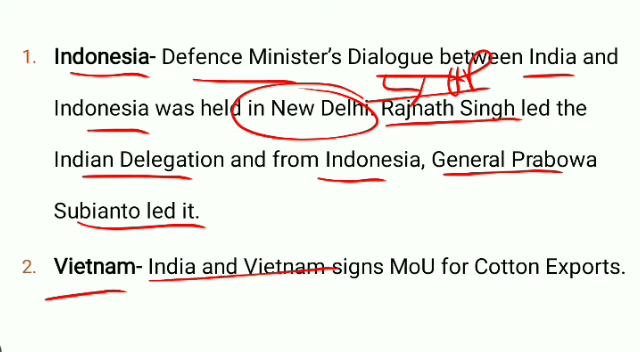 1. Indonesia- Defence Minister's Dialogue between India and
Indonesia was held in New Delhi. Rajnath Singh led the
Indian Delegation and from Indonesia, General Prabowa
Subianto led it.
2. Vietnam- India and Vietnam signs MoU for Cotton Exports.